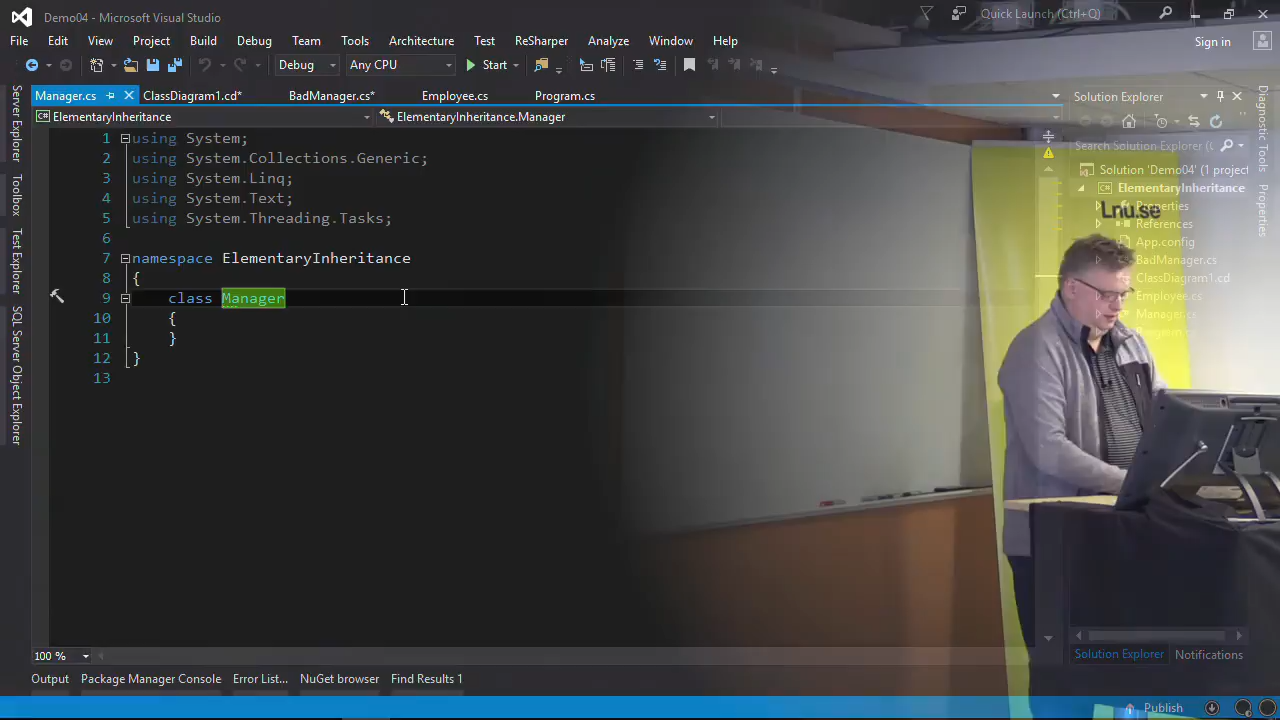 Demo04 - Microsoft Visual Studio
Quick Launch (Ctrl+Q)
File Edit View Project Build Debug Team Tools Architecture Test ReSharper Analyze Window Help
Sign in
Debug Any CPU Start
Manager.cs ClassDiagram1.cd* BadManager.cs* Employee.cs Program.cs
ElementaryInheritance ElementaryInheritance.Manager
1 using System;
2 using System.Collections.Generic;
3 using System.Linq;
4 using System.Text;
5 using System.Threading.Tasks;
6
7 namespace ElementaryInheritance
8 {
9 class Manager
10 {
11 }
12 }
13
100 %
Server Explorer
Toolbox
Test Explorer
SQL Server Object Explorer
Solution Explorer
Search Solution Explorer (
Solution 'Demo04' (1 project
ElementaryInheritance
Properties
Lnu.se
References
App.config
BadManager.cs
ClassDiagram1.cd
Employee.cs
Manager.cs
Program.cs
Diagnostic Tools
Properties
Solution Explorer Notifications
Output Package Manager Console Error List... NuGet browser Find Results 1
Publish